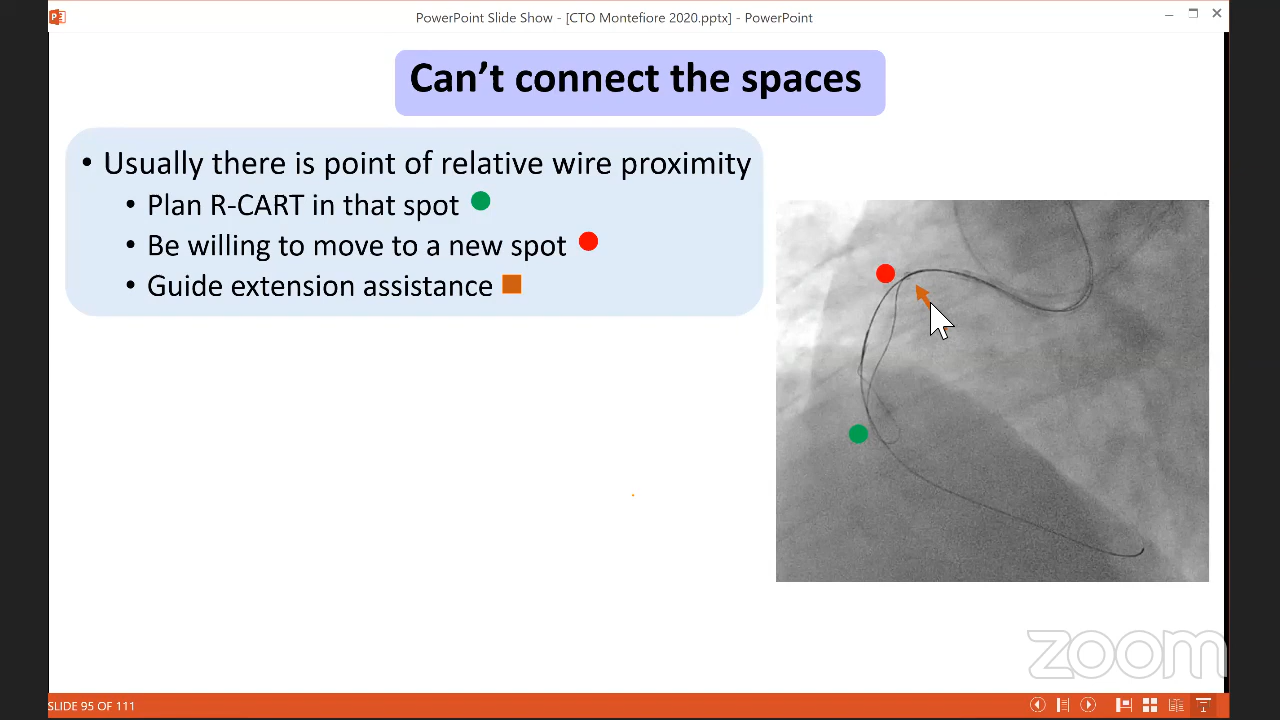 PowerPoint Slide Show - [CTO Montefiore 2020.pptx] - PowerPoint
Can't connect the spaces
• Usually there is point of relative wire proximity
• Plan R-CART in that spot
• Be willing to move to a new spot
• Guide extension assistance
zoom
SLIDE 95 OF 111